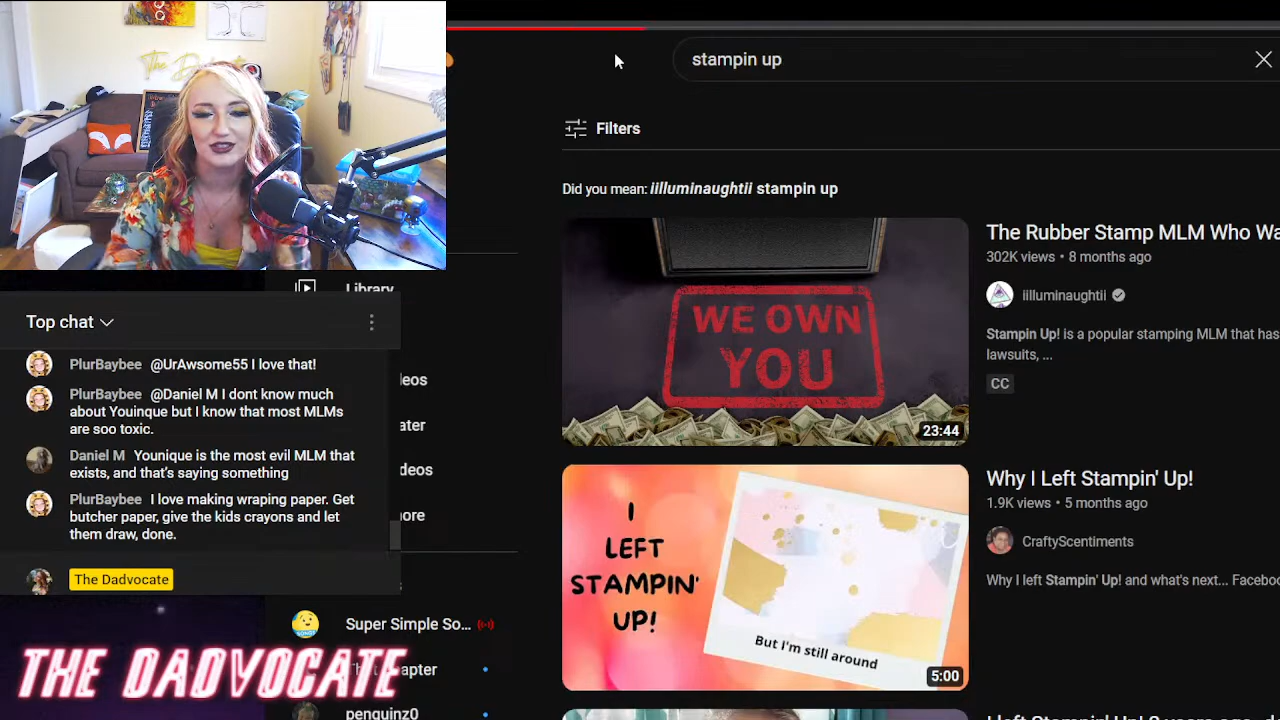 stampin up
Filters
Did you mean: iilluminaughtii stampin up
WE OWN
YOU
23:44
The Rubber Stamp MLM Who Wa
302K views • 8 months ago
iilluminaughtii
Stampin Up! is a popular stamping MLM that has
lawsuits, ...
CC
I
LEFT
STAMPIN'
UP!
But I'm still around
5:00
Why I Left Stampin' Up!
1.9K views • 5 months ago
CraftyScentiments
Why I left Stampin' Up! and what's next... Facebo
Library
eos
ater
deos
ore
Super Simple So...
apter
penguinz0
Top chat
PlurBaybee @UrAwsome55 I love that!
PlurBaybee @Daniel M I dont know much
about Youinque but I know that most MLMs
are soo toxic.
Daniel M Younique is the most evil MLM that
exists, and that's saying something
PlurBaybee I love making wraping paper. Get
butcher paper, give the kids crayons and let
them draw, done.
The Dadvocate
THE DADVOCATE